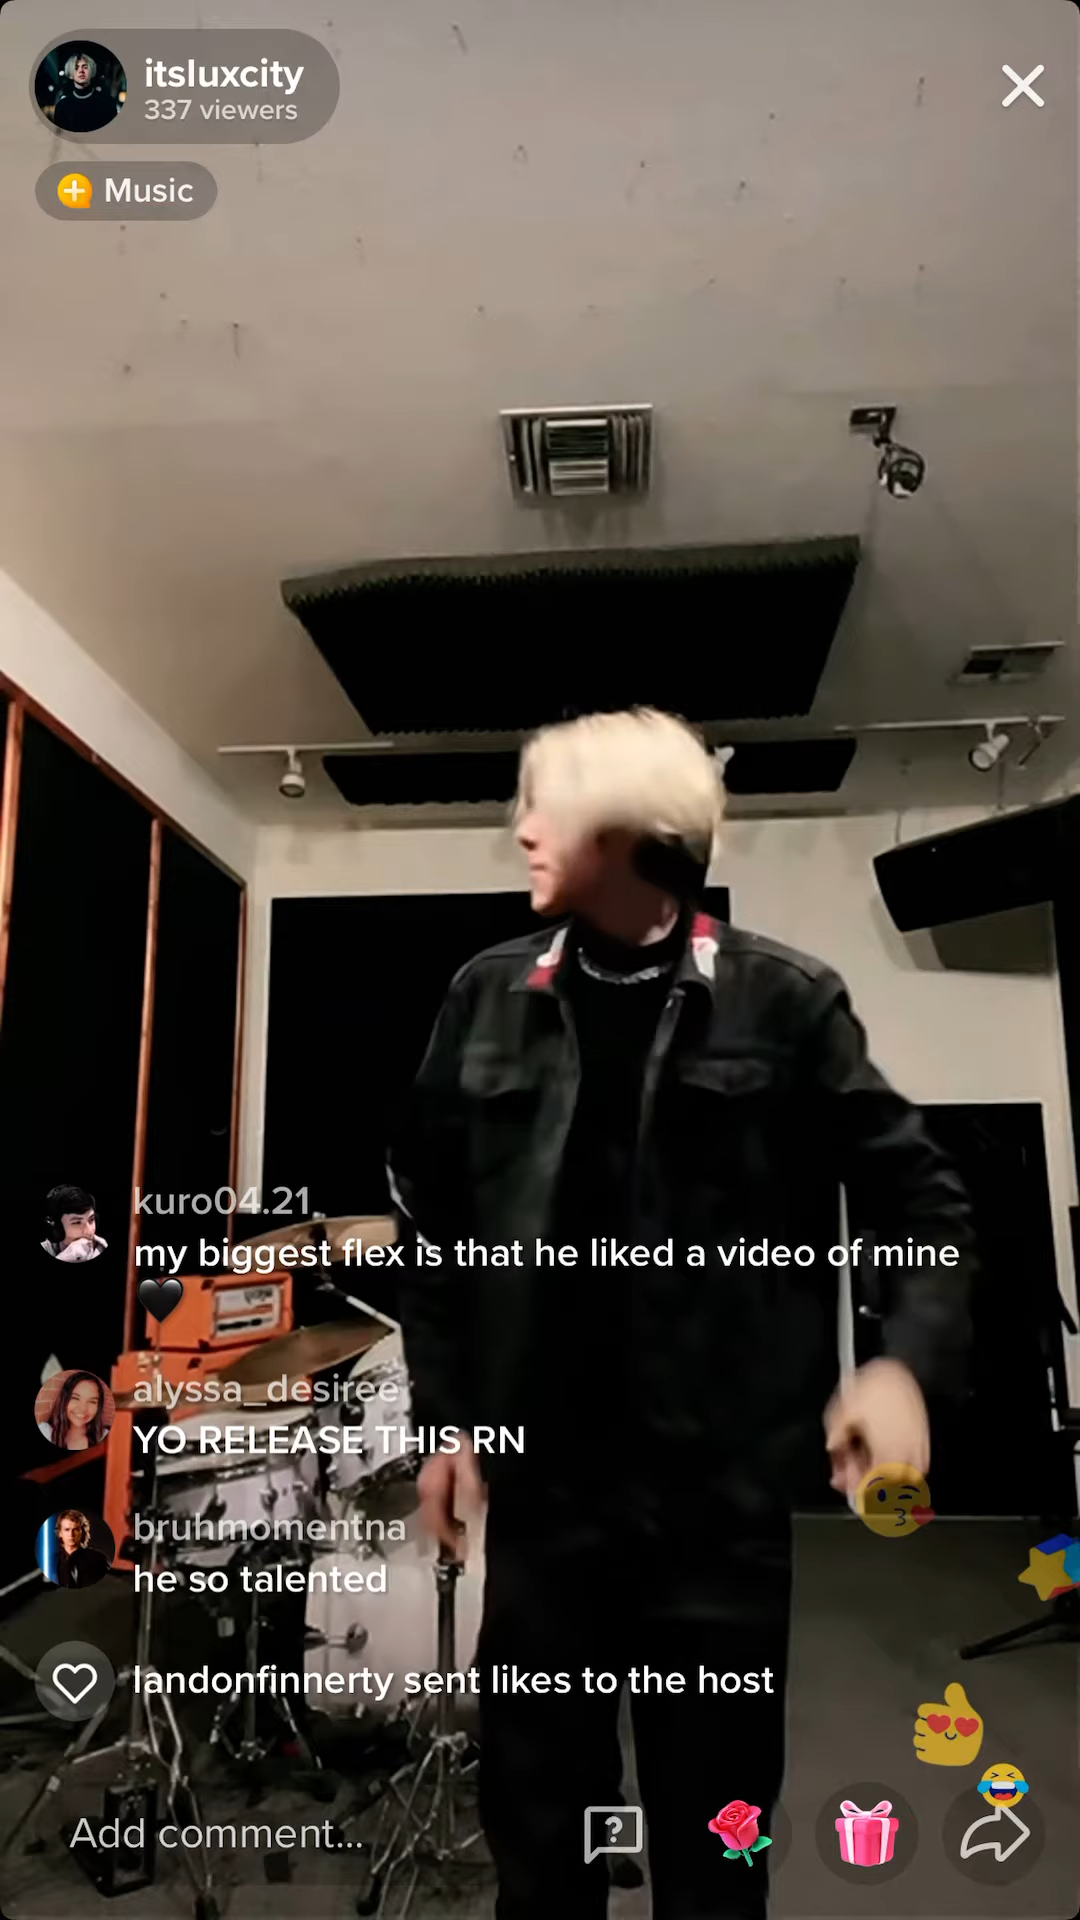 itsluxcity
337 viewers
Music
kuro04.21
my biggest flex is that he liked a video of mine
🖤
alyssa_desiree
YO RELEASE THIS RN
bruhmomentna
he so talented
landonfinnerty sent likes to the host
Add comment...
?